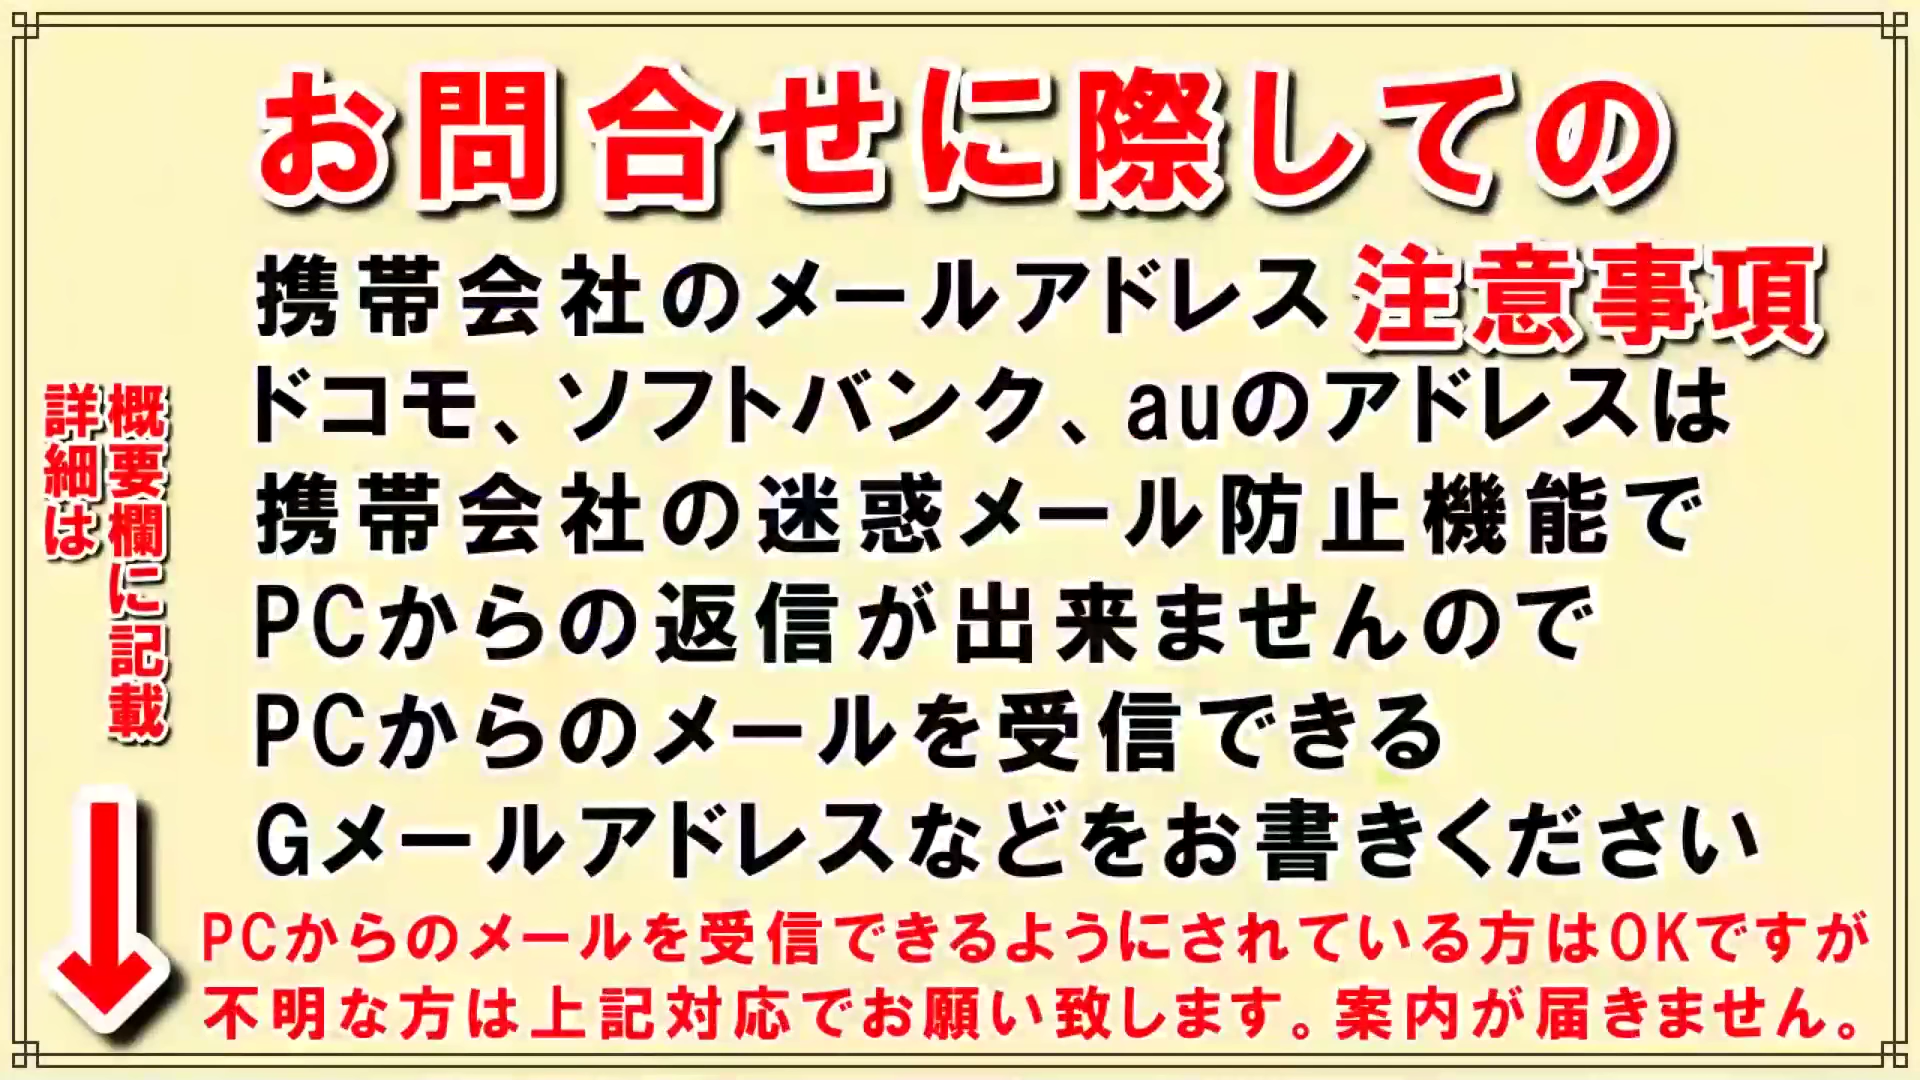 お問合せに際しての
注意事項
携帯会社のメールアドレス
ドコモ、ソフトバンク、auのアドレスは
携帯会社の迷惑メール防止機能で
PCからの返信が出来ませんので
PCからのメールを受信できる
Gメールアドレスなどをお書きください
PCからのメールを受信できるようにされている方はOKですが
不明な方は上記対応でお願い致します。案内が届きません。
詳細は
概要欄に記載